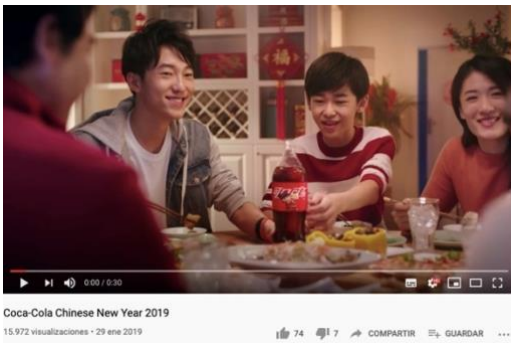 福
0:00 / 0:30
Coca-Cola Chinese New Year 2019
15.972 visualizaciones • 29 ene 2019
74 7 COMPARTIR GUARDAR ...